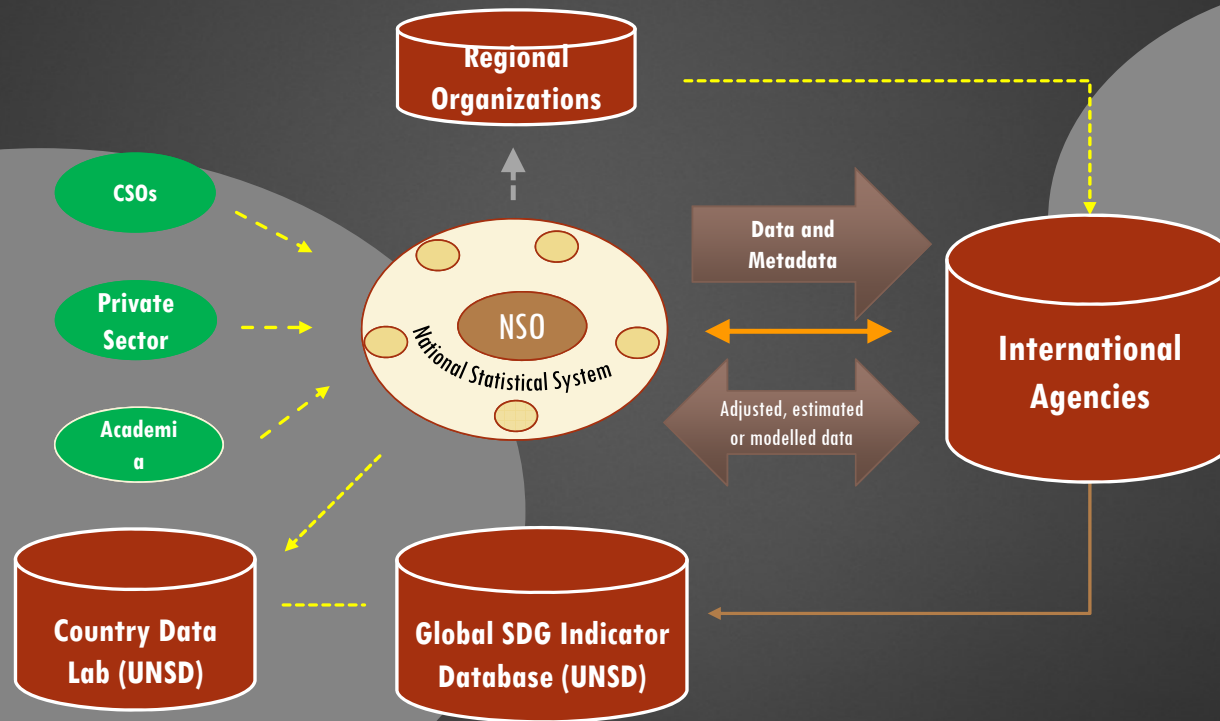 Regional
Organizations
CSOs
Data and
Metadata
Private
Sector
NSO
National Statistical System
International
Agencies
Adjusted, estimated
or modelled data
Academi
a
Country Data
Lab (UNSD)
Global SDG Indicator
Database (UNSD)